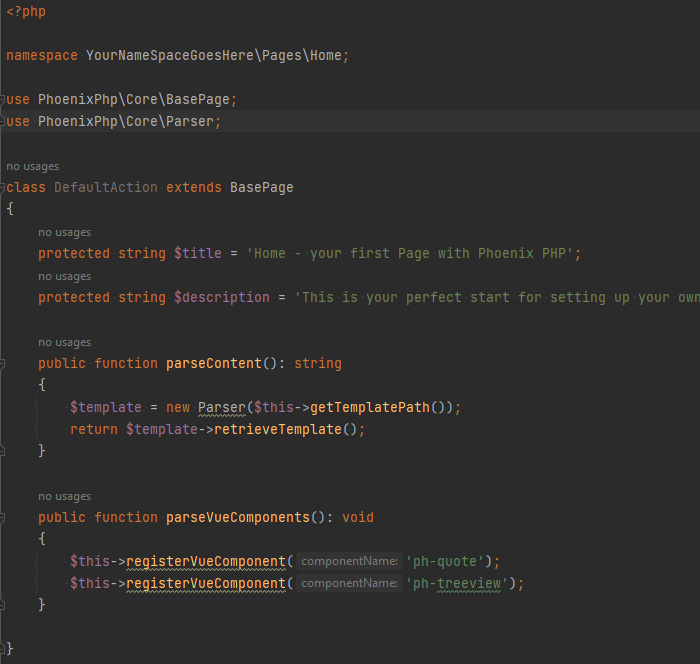 <?php
namespace YourNameSpaceGoesHere\Pages\Home;
use PhoenixPhp\Core\BasePage;
use PhoenixPhp\Core\Parser;
no usages
class DefaultAction extends BasePage
{
no usages
protected string $title = 'Home - your first Page with Phoenix PHP';
no usages
protected string $description = 'This is your perfect start for setting up your own
no usages
public function parseContent(): string
{
$template = new Parser($this->getTemplatePath());
return $template->retrieveTemplate();
}
no usages
public function parseVueComponents(): void
{
$this->registerVueComponent( componentName: 'ph-quote');
$this->registerVueComponent( componentName: 'ph-treeview');
}
}